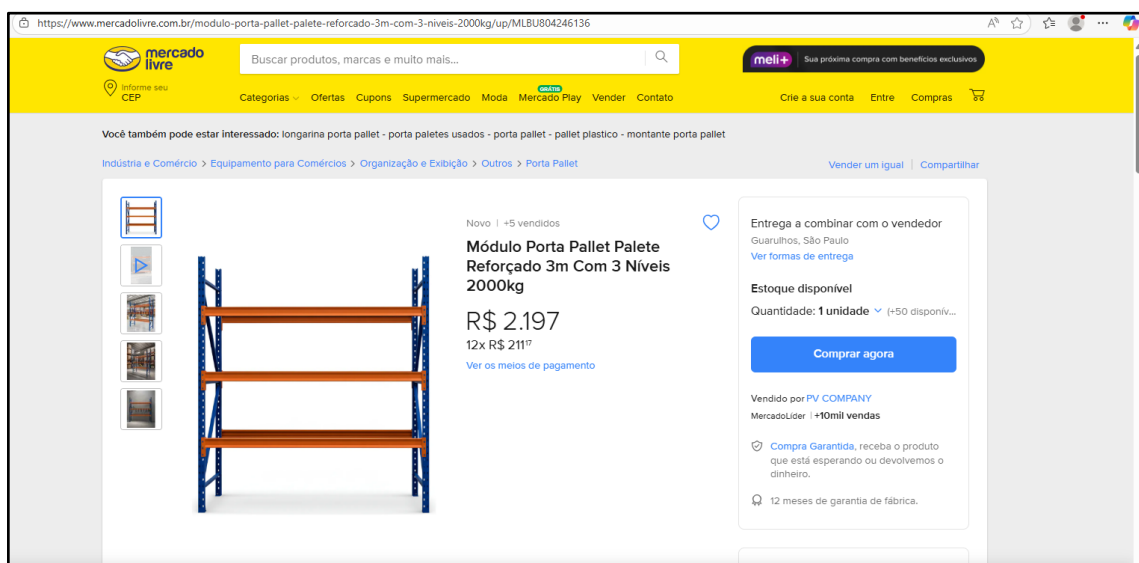 https://www.mercadolivre.com.br/modulo-porta-pallet-palete-reforcado-3m-com-3-niveis-2000kg/up/MLBU804246136
mercado
livre
Buscar produtos, marcas e muito mais...
meli+ Sua próxima compra com benefícios exclusivos
Informe seu
CEP
GRÁTIS
Categorias Ofertas Cupons Supermercado Moda Mercado Play Vender Contato
Crie a sua conta Entre Compras
Você também pode estar interessado: longarina porta pallet - porta paletes usados - porta pallet - pallet plastico - montante porta pallet
Indústria e Comércio > Equipamento para Comércios > Organização e Exibição > Outros > Porta Pallet
Vender um igual | Compartilhar
Novo | +5 vendidos
Módulo Porta Pallet Palete
Reforçado 3m Com 3 Níveis
2000kg
R$ 2.197
12x R$ 21117
Ver os meios de pagamento
Entrega a combinar com o vendedor
Guarulhos, São Paulo
Ver formas de entrega
Estoque disponível
Quantidade: 1 unidade (+50 disponív...
Comprar agora
Vendido por PV COMPANY
MercadoLíder | +10mil vendas
Compra Garantida, receba o produto
que está esperando ou devolvemos o
dinheiro.
12 meses de garantia de fábrica.